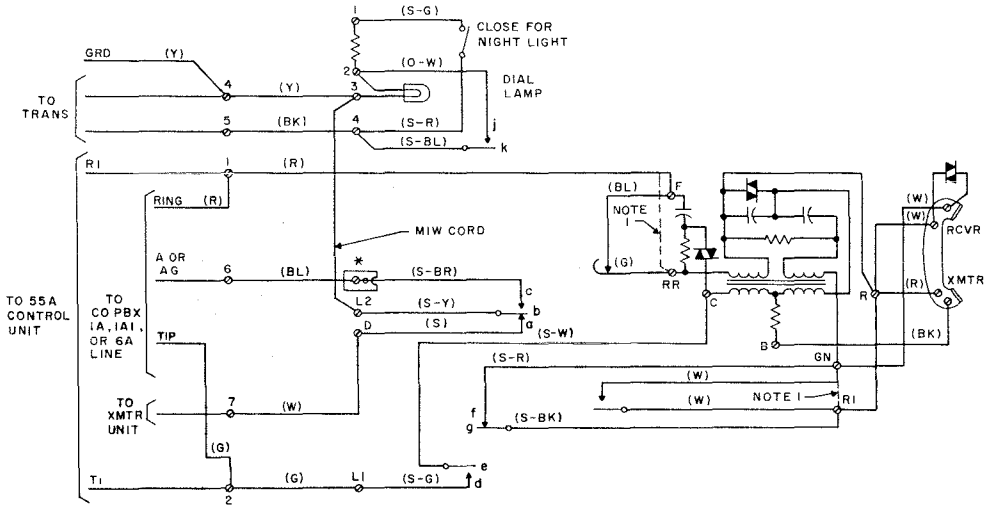 1
(S-G)
CLOSE FOR
NIGHT LIGHT
GRD
(Y)
2
(O-W)
DIAL
LAMP
4
(Y)
3
TO
TRANS
5
(BK)
4
(S-R)
j
(S-BL)
k
R1
1
(R)
RING
(R)
(BL)
F
NOTE
1
(W)
(W)
RCVR
MIW CORD
A OR
AG
6
(BL)
*
(S-BR)
(G)
RR
c
C
R
(R)
XMTR
TO 55A
CONTROL
UNIT
TO
CO PBX
1A, 1A1,
OR 6A
LINE
L2
(S-Y)
b
D
(S)
a
(S-W)
B
(BK)
TIP
(S-R)
GN
(W)
TO
XMTR
UNIT
7
(W)
f
g
(S-BK)
(W)
NOTE 1
R1
(G)
e
T1
2
(G)
L1
(S-G)
d